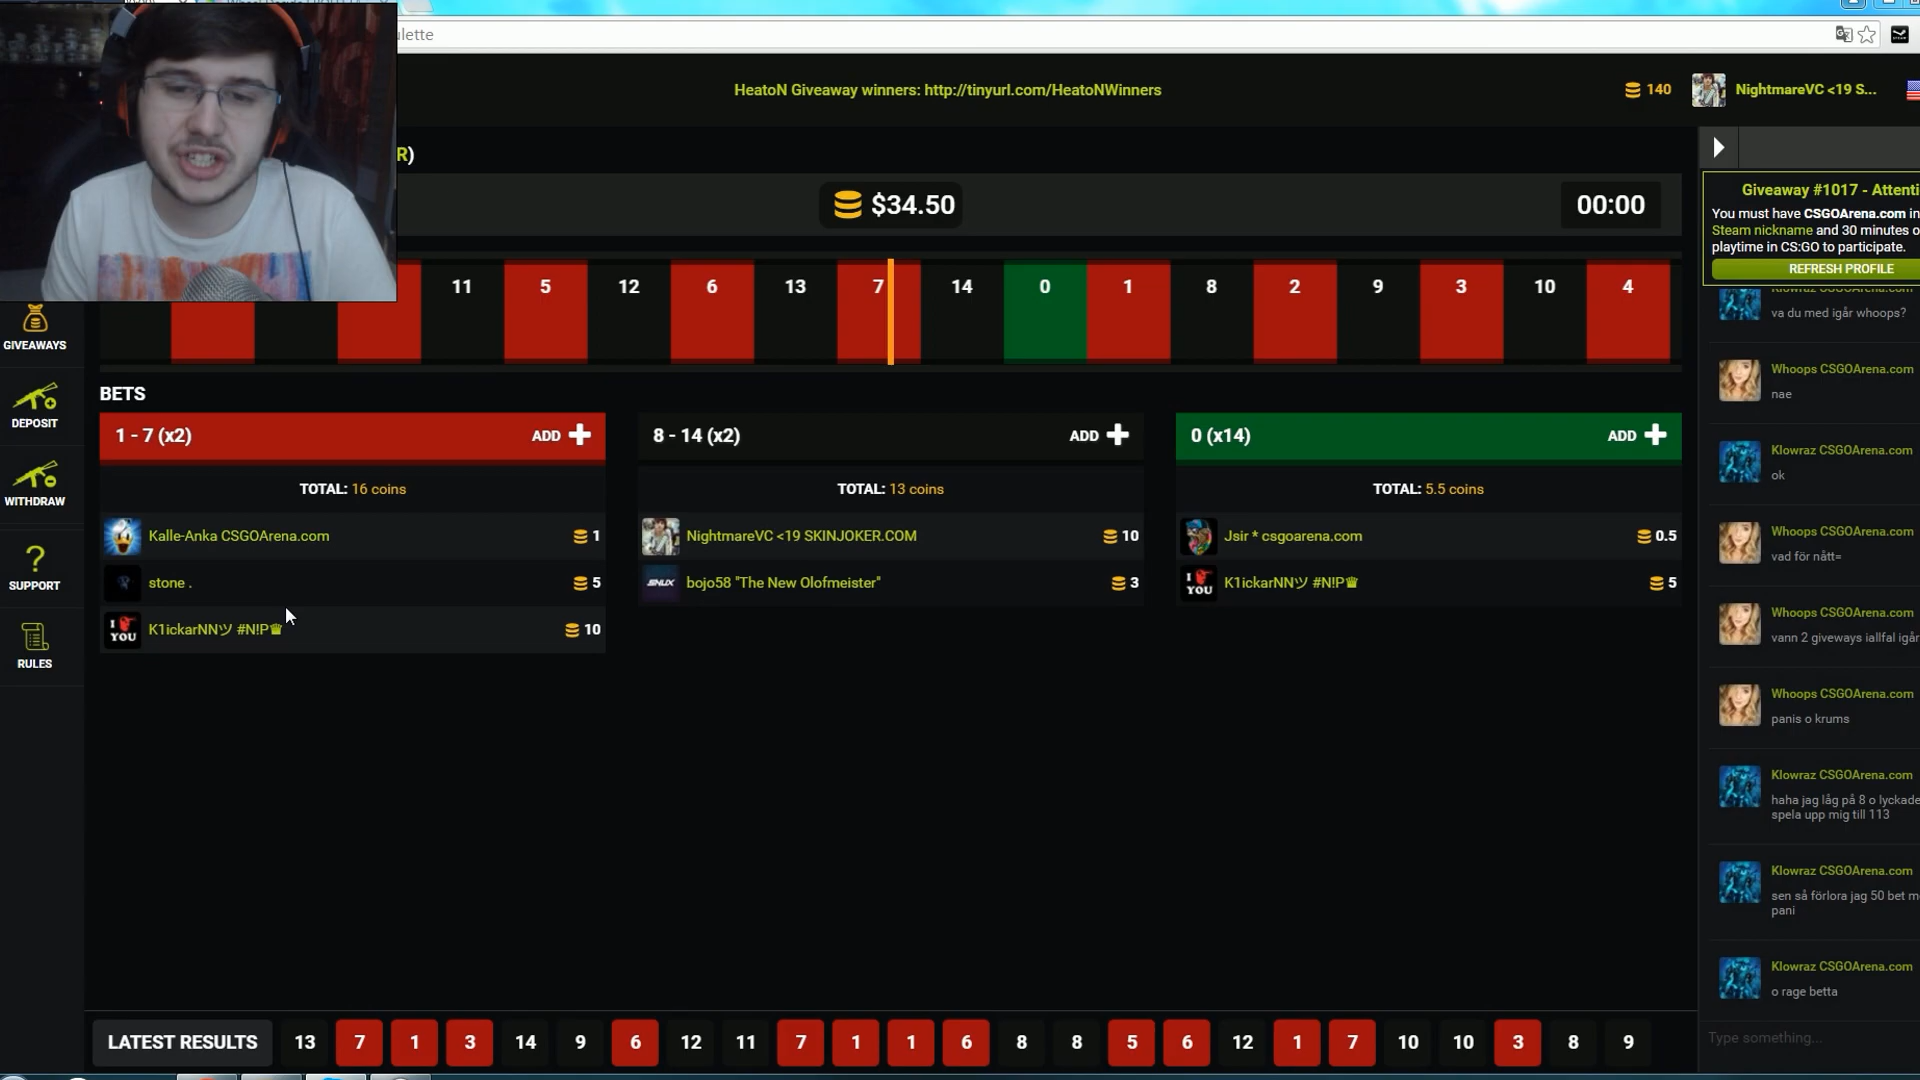 lette
HeatoN Giveaway winners: http://tinyurl.com/HeatoNWinners
140
NightmareVC <19 S...
R)
$34.50
00:00
Giveaway #1017 - Attenti
You must have CSGOArena.com in
Steam nickname and 30 minutes o
playtime in CS:GO to participate.
REFRESH PROFILE
11 5 12 6 13 7 14 0 1 8 2 9 3 10 4
GIVEAWAYS
DEPOSIT
WITHDRAW
SUPPORT
RULES
BETS
1 - 7 (x2)
ADD
TOTAL: 16 coins
Kalle-Anka CSGOArena.com
1
stone .
5
I YOU
K1ickarNNツ #N!P♛
10
8 - 14 (x2)
ADD
TOTAL: 13 coins
NightmareVC <19 SKINJOKER.COM
10
bojo58 "The New Olofmeister"
3
0 (x14)
ADD
TOTAL: 5.5 coins
Jsir * csgoarena.com
0.5
I YOU
K1ickarNNツ #N!P♛
5
Klowraz CSGOArena.com
va du med igår whoops?
Whoops CSGOArena.com
nae
Klowraz CSGOArena.com
ok
Whoops CSGOArena.com
vad för nått=
Whoops CSGOArena.com
vann 2 giveways iallfal igår
Whoops CSGOArena.com
panis o krums
Klowraz CSGOArena.com
haha jag låg på 8 o lyckade
spela upp mig till 113
Klowraz CSGOArena.com
sen så förlora jag 50 bet m
pani
Klowraz CSGOArena.com
o rage betta
Type something...
LATEST RESULTS 13 7 1 3 14 9 6 12 11 7 1 1 6 8 8 5 6 12 1 7 10 10 3 8 9